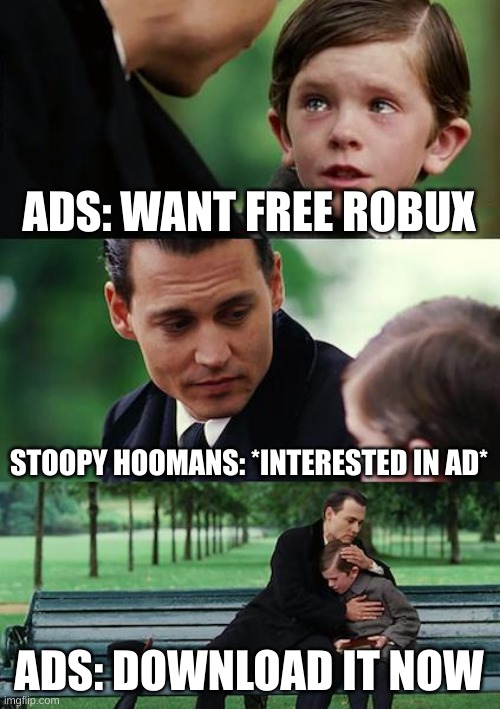 ADS: WANT FREE ROBUX
STOOPY HOOMANS: *INTERESTED IN AD*
ADS: DOWNLOAD IT NOW
imgflip.com